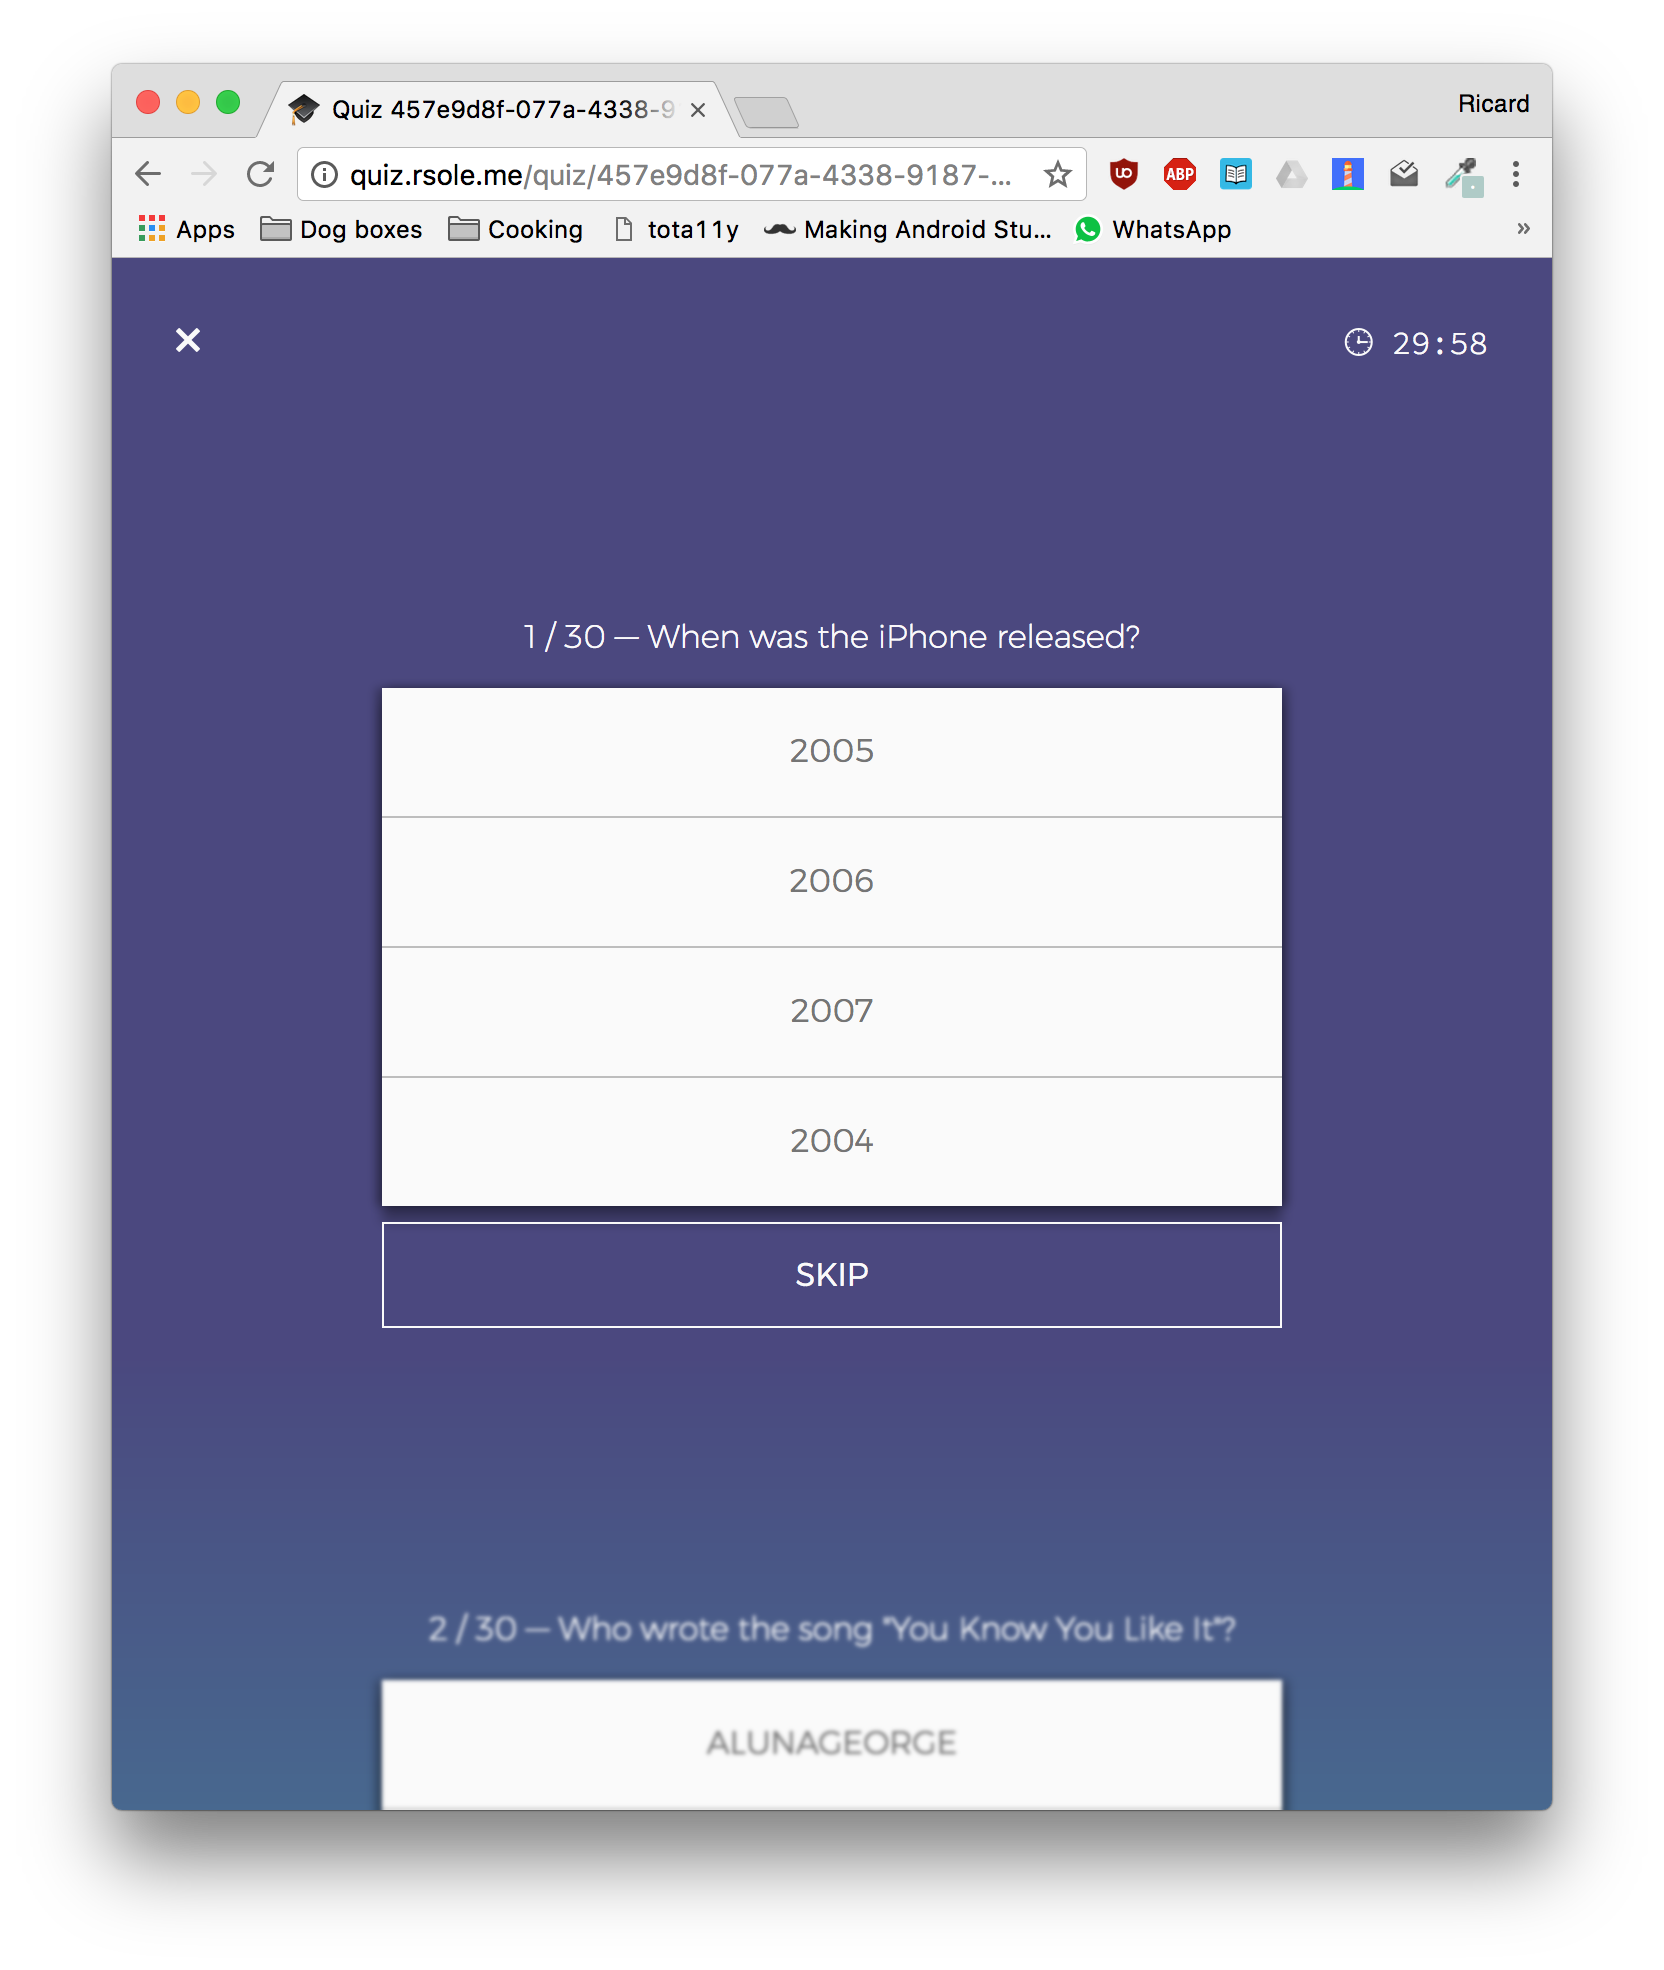 Quiz 457e9d8f-077a-4338-9
Ricard
quiz.rsole.me/quiz/457e9d8f-077a-4338-9187-...
UO
ABP
Apps
Dog boxes
Cooking
tota11y
Making Android Stu...
WhatsApp
»
29:58
1 / 30 — When was the iPhone released?
2005
2006
2007
2004
SKIP
2 / 30 — Who wrote the song "You Know You Like It"?
ALUNAGEORGE